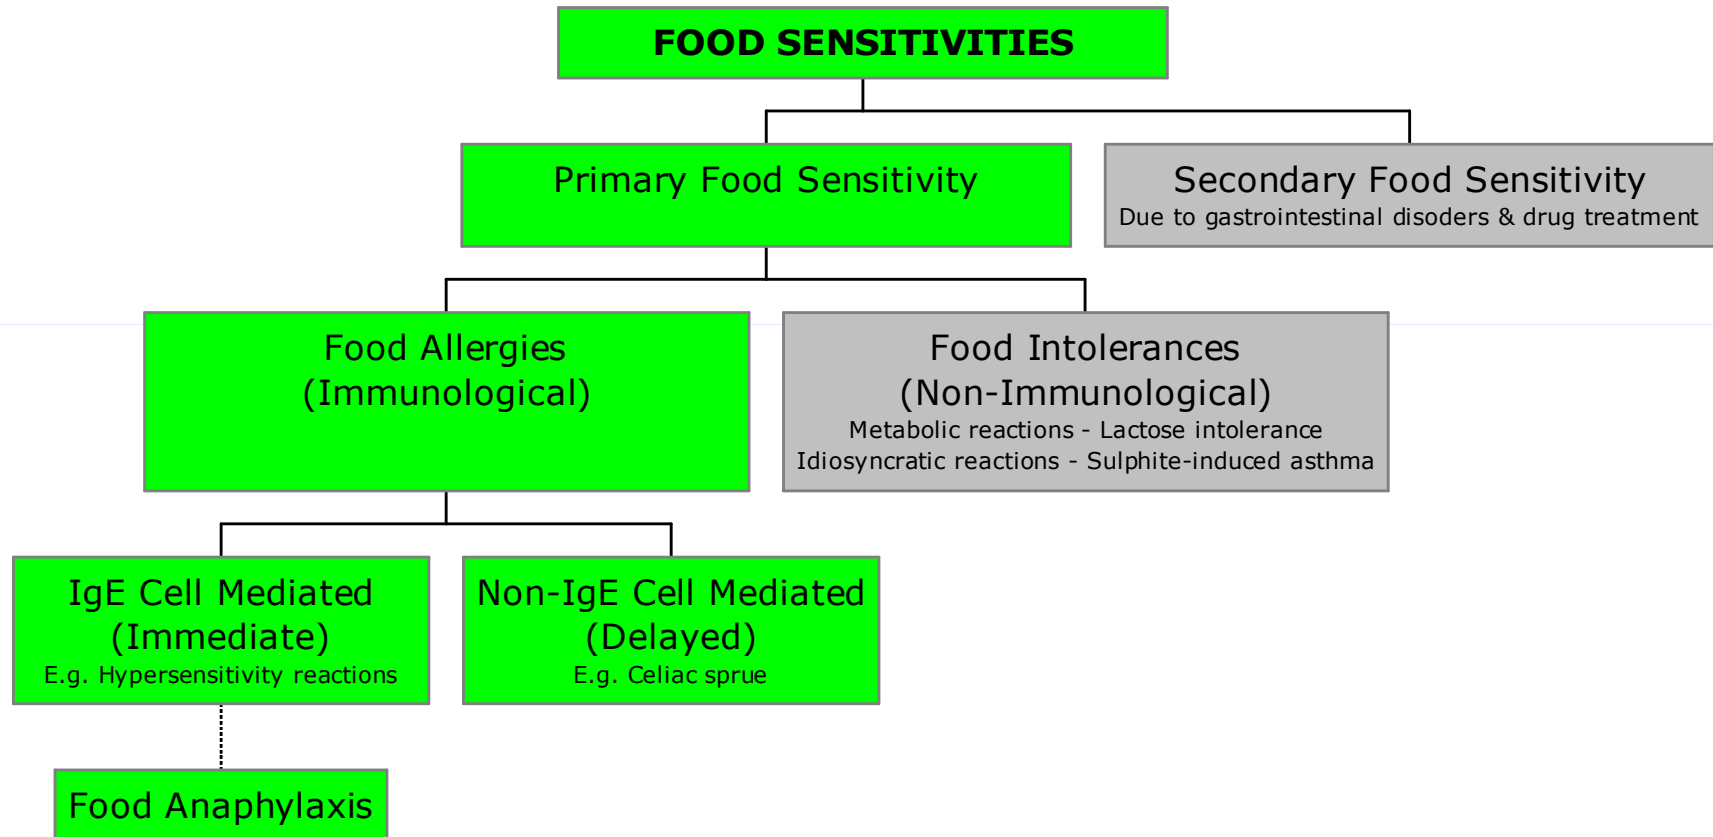 FOOD SENSITIVITIES
Primary Food Sensitivity
Secondary Food Sensitivity
Due to gastrointestinal disoders & drug treatment
Food Allergies
(Immunological)
Food Intolerances
(Non-Immunological)
Metabolic reactions - Lactose intolerance
Idiosyncratic reactions - Sulphite-induced asthma
IgE Cell Mediated
(Immediate)
E.g. Hypersensitivity reactions
Non-IgE Cell Mediated
(Delayed)
E.g. Celiac sprue
Food Anaphylaxis